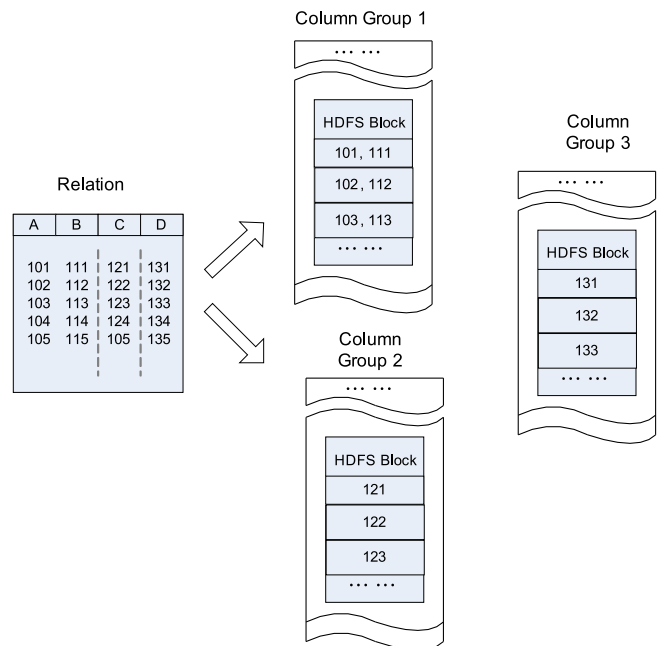 Column Group 1
... ...
HDFS Block
101, 111
102, 112
103, 113
... ...
Relation
A B C D
101 111 121 131
102 112 122 132
103 113 123 133
104 114 124 134
105 115 105 135
Column
Group 2
... ...
HDFS Block
121
122
123
... ...
Column
Group 3
... ...
HDFS Block
131
132
133
... ...